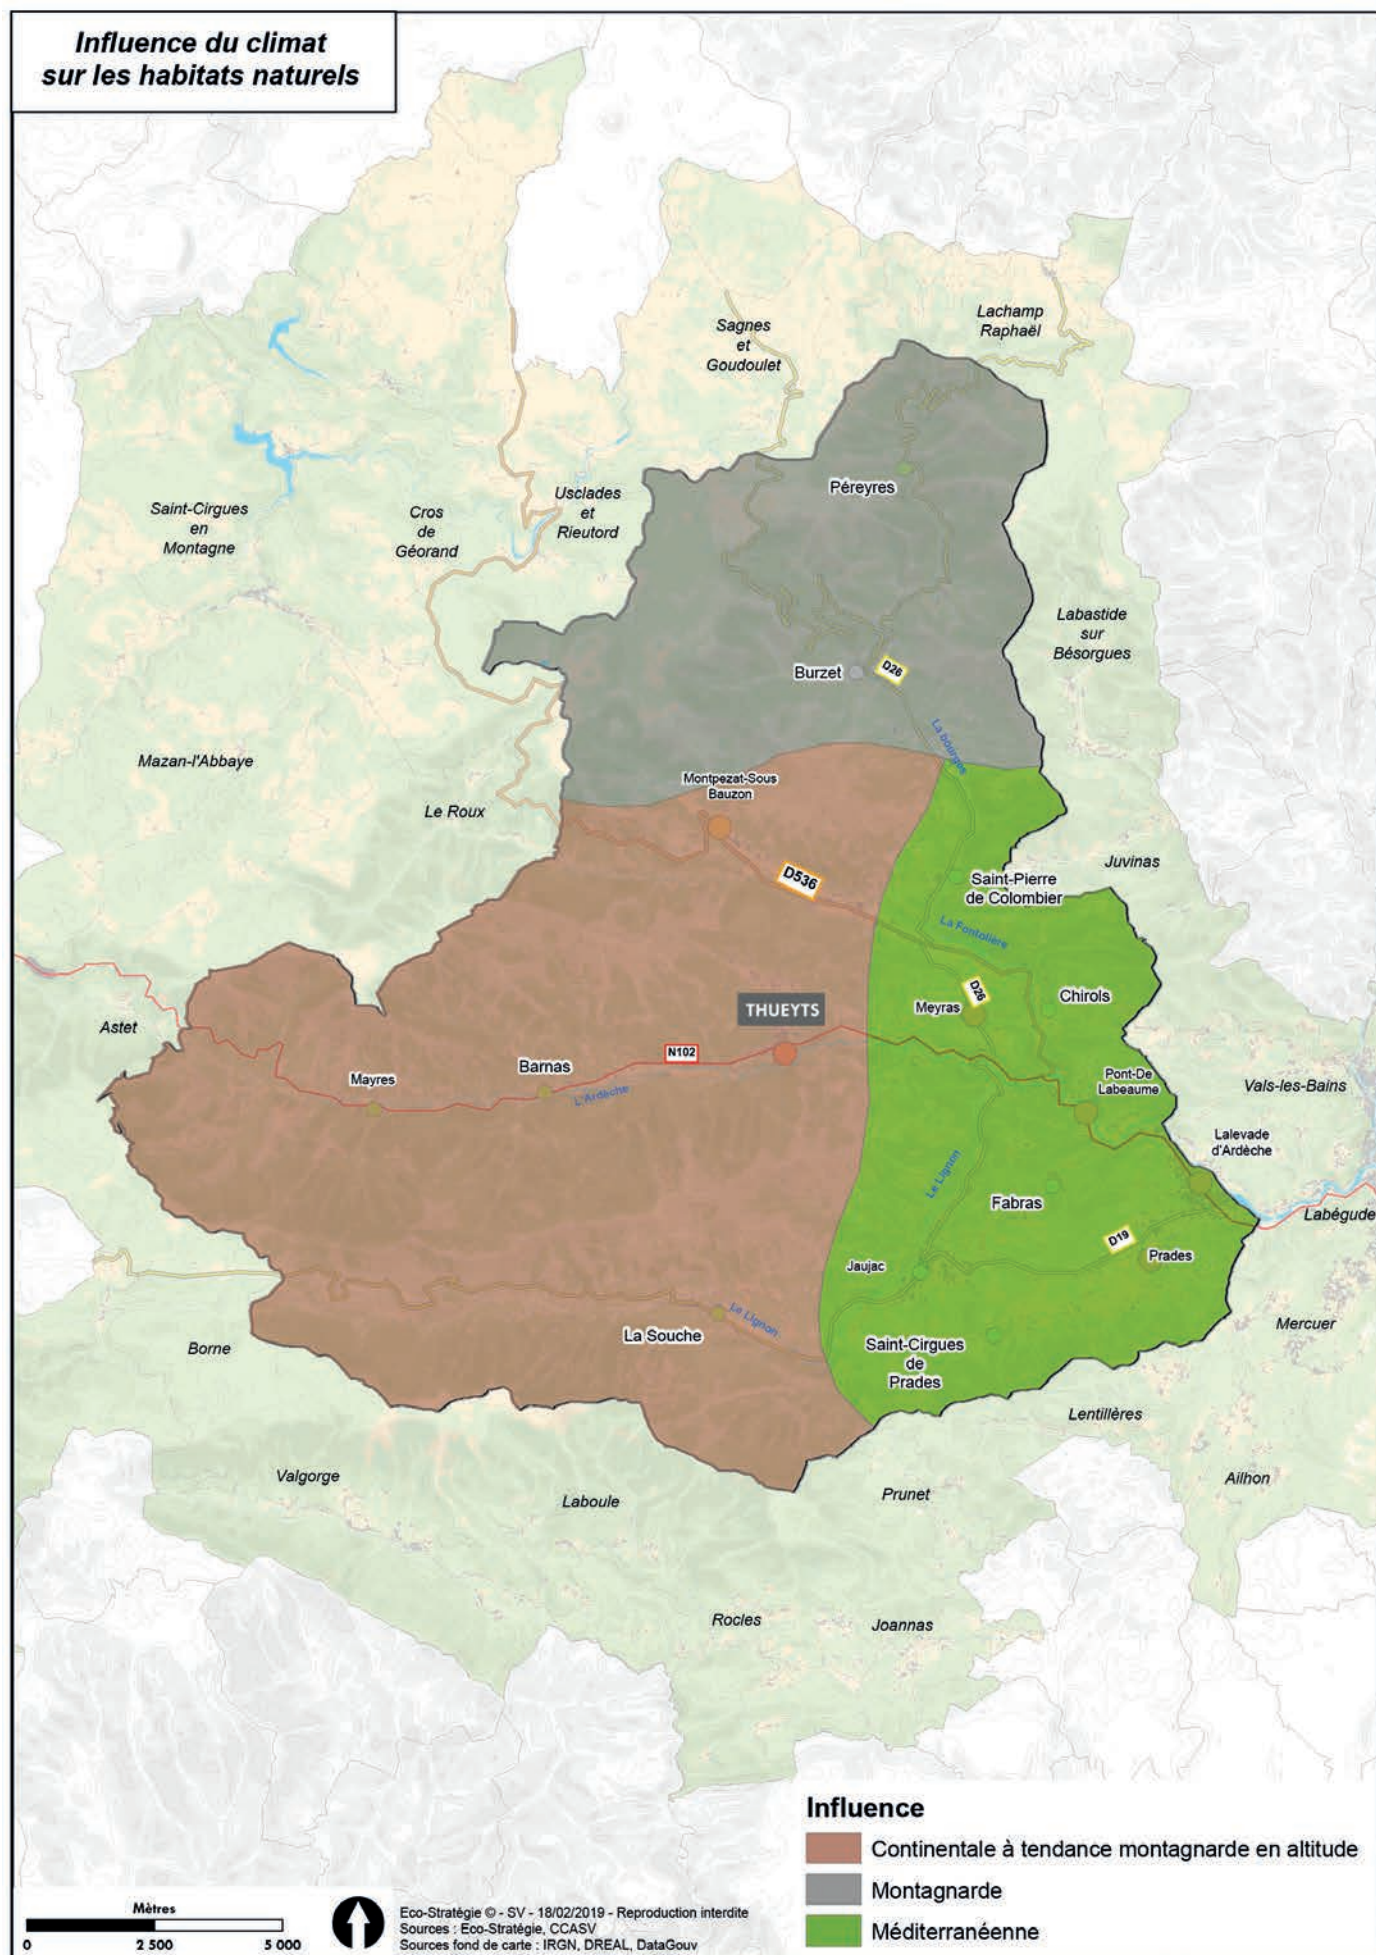 Influence du climat
sur les habitats naturels
Lachamp
Raphaël
Sagnes
et
Goudoulet
Péreyres
Usclades
et
Rieutord
Saint-Cirgues
en
Montagne
Cros
de
Géorand
Labastide
sur
Bésorgues
Burzet
D26
La bourges
Mazan-l'Abbaye
Montpezat-Sous
Bauzon
Le Roux
Juvinas
D536
Saint-Pierre
de Colombier
La Fontolière
D26
Chirols
Meyras
THUEYTS
Astet
N102
Barnas
Mayres
L'Ardèche
Pont-De
Labeaume
Vals-les-Bains
Lalevade
d'Ardèche
Le Lignon
Fabras
Labégude
D19
Prades
Jaujac
Le Lignon
La Souche
Mercuer
Borne
Saint-Cirgues
de
Prades
Lentillères
Valgorge
Laboule
Prunet
Ailhon
Rocles
Joannas
Influence
Continentale à tendance montagnarde en altitude
Montagnarde
Méditerranéenne
Mètres
0 2 500 5 000
Eco-Stratégie © - SV - 18/02/2019 - Reproduction interdite
Sources : Eco-Stratégie, CCASV
Sources fond de carte : IRGN, DREAL, DataGouv